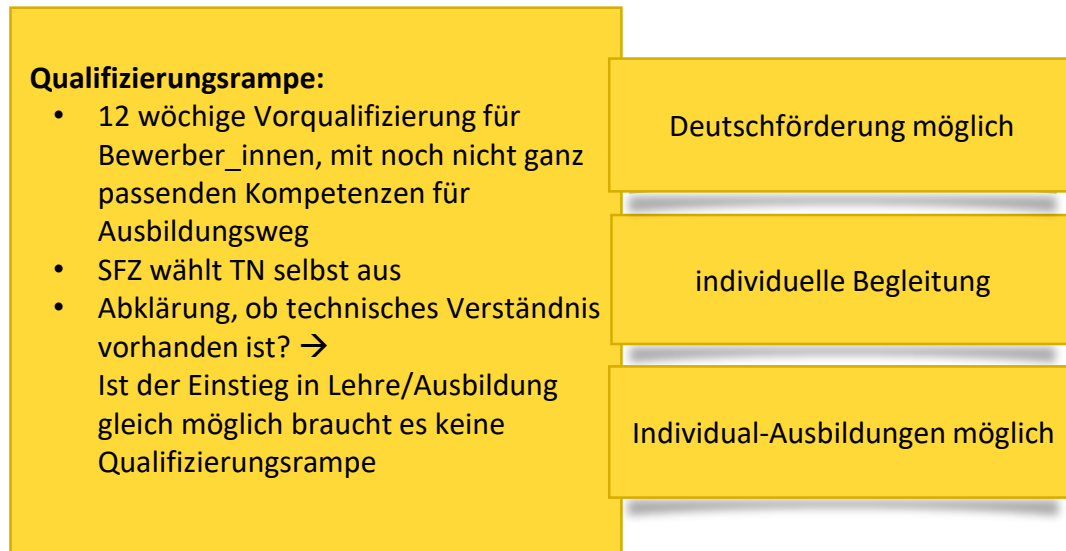 Qualifizierungsrampe:
• 12 wöchige Vorqualifizierung für
Bewerber_innen, mit noch nicht ganz
passenden Kompetenzen für
Ausbildungsweg
• SFZ wählt TN selbst aus
• Abklärung, ob technisches Verständnis
vorhanden ist? →
Ist der Einstieg in Lehre/Ausbildung
gleich möglich braucht es keine
Qualifizierungsrampe
Deutschförderung möglich
individuelle Begleitung
Individual-Ausbildungen möglich